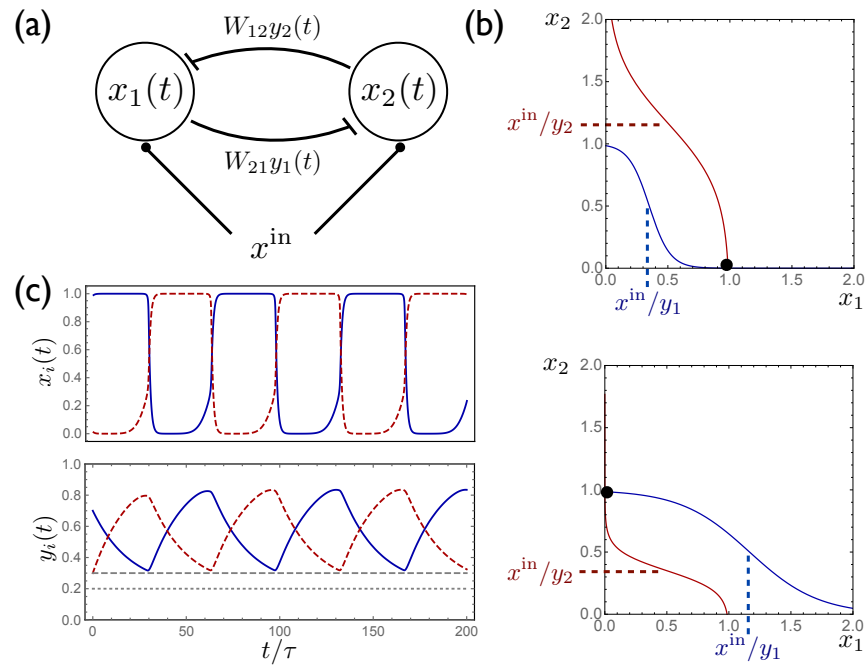 (a)
W₁₂y₂(t)
x₁(t)
x₂(t)
W₂₁y₁(t)
xⁱⁿ
(b)
x₂
2.0
1.5
xⁱⁿ/y₂
1.0
0.5
0.0
0.0 0.5 1.0 1.5 2.0
xⁱⁿ/y₁
x₁
(c)
xᵢ(t)
1.0
0.8
0.6
0.4
0.2
0.0
yᵢ(t)
1.0
0.8
0.6
0.4
0.2
0.0
0 50 100 150 200
t/τ
x₂
2.0
1.5
1.0
0.5
xⁱⁿ/y₂
0.0
0.0 0.5 1.0 1.5 2.0
xⁱⁿ/y₁
x₁